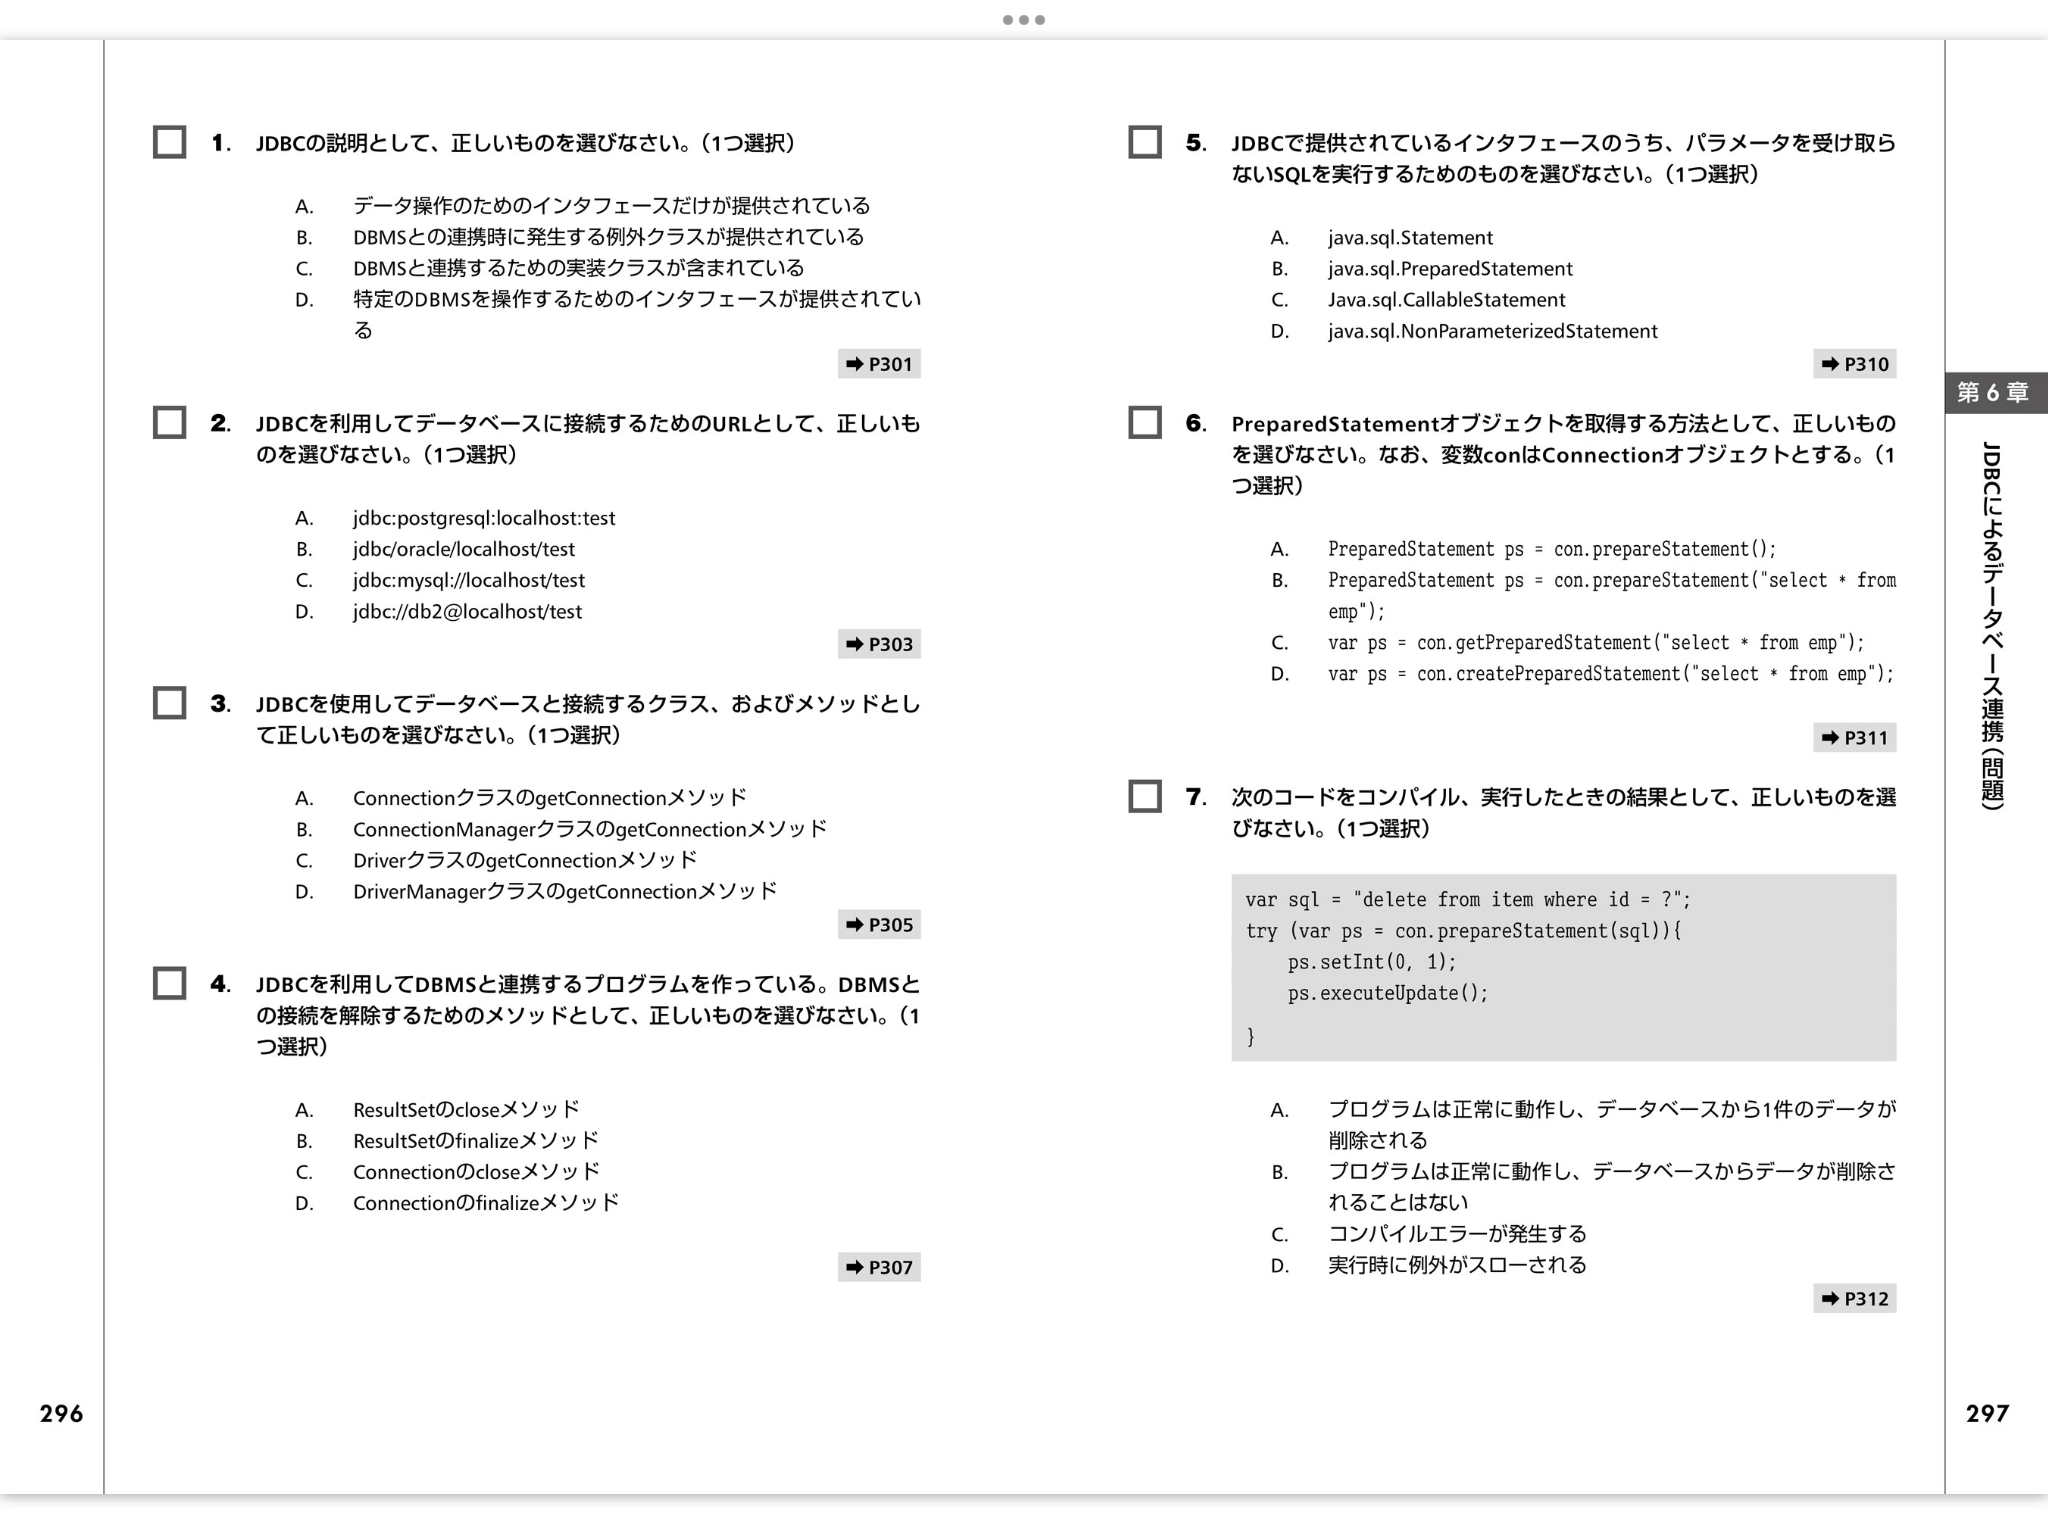 1. JDBCの説明として、正しいものを選びなさい。（1つ選択）
A. データ操作のためのインタフェースだけが提供されている
B. DBMSとの連携時に発生する例外クラスが提供されている
C. DBMSと連携するための実装クラスが含まれている
D. 特定のDBMSを操作するためのインタフェースが提供されてい
る
➡ P301
2. JDBCを利用してデータベースに接続するためのURLとして、正しいも
のを選びなさい。（1つ選択）
A. jdbc:postgresql:localhost:test
B. jdbc/oracle/localhost/test
C. jdbc:mysql://localhost/test
D. jdbc://db2@localhost/test
➡ P303
3. JDBCを使用してデータベースと接続するクラス、およびメソッドとし
て正しいものを選びなさい。（1つ選択）
A. ConnectionクラスのgetConnectionメソッド
B. ConnectionManagerクラスのgetConnectionメソッド
C. DriverクラスのgetConnectionメソッド
D. DriverManagerクラスのgetConnectionメソッド
➡ P305
4. JDBCを利用してDBMSと連携するプログラムを作っている。DBMSと
の接続を解除するためのメソッドとして、正しいものを選びなさい。（1
つ選択）
A. ResultSetのcloseメソッド
B. ResultSetのfinalizeメソッド
C. Connectionのcloseメソッド
D. Connectionのfinalizeメソッド
➡ P307
296
5. JDBCで提供されているインタフェースのうち、パラメータを受け取ら
ないSQLを実行するためのものを選びなさい。（1つ選択）
A. java.sql.Statement
B. java.sql.PreparedStatement
C. Java.sql.CallableStatement
D. java.sql.NonParameterizedStatement
➡ P310
6. PreparedStatementオブジェクトを取得する方法として、正しいもの
を選びなさい。なお、変数conはConnectionオブジェクトとする。（1
つ選択）
A. PreparedStatement ps = con.prepareStatement();
B. PreparedStatement ps = con.prepareStatement("select * from
emp");
C. var ps = con.getPreparedStatement("select * from emp");
D. var ps = con.createPreparedStatement("select * from emp");
➡ P311
7. 次のコードをコンパイル、実行したときの結果として、正しいものを選
びなさい。（1つ選択）
var sql = "delete from item where id = ?";
try (var ps = con.prepareStatement(sql)){
    ps.setInt(0, 1);
    ps.executeUpdate();
}
A. プログラムは正常に動作し、データベースから1件のデータが
削除される
B. プログラムは正常に動作し、データベースからデータが削除さ
れることはない
C. コンパイルエラーが発生する
D. 実行時に例外がスローされる
➡ P312
第6章
JDBCによるデータベース連携（問題）
297